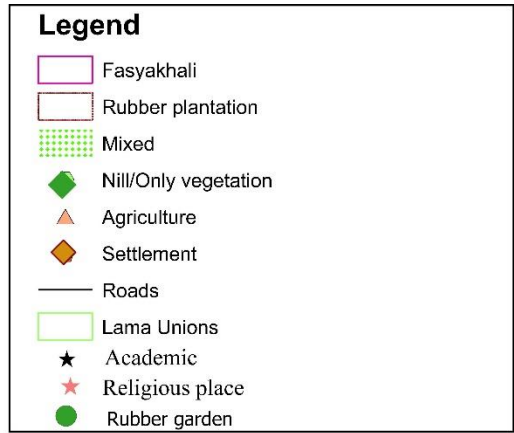 Legend
Fasyakhali
Rubber plantation
Mixed
Nill/Only vegetation
Agriculture
Settlement
Roads
Lama Unions
Academic
Religious place
Rubber garden